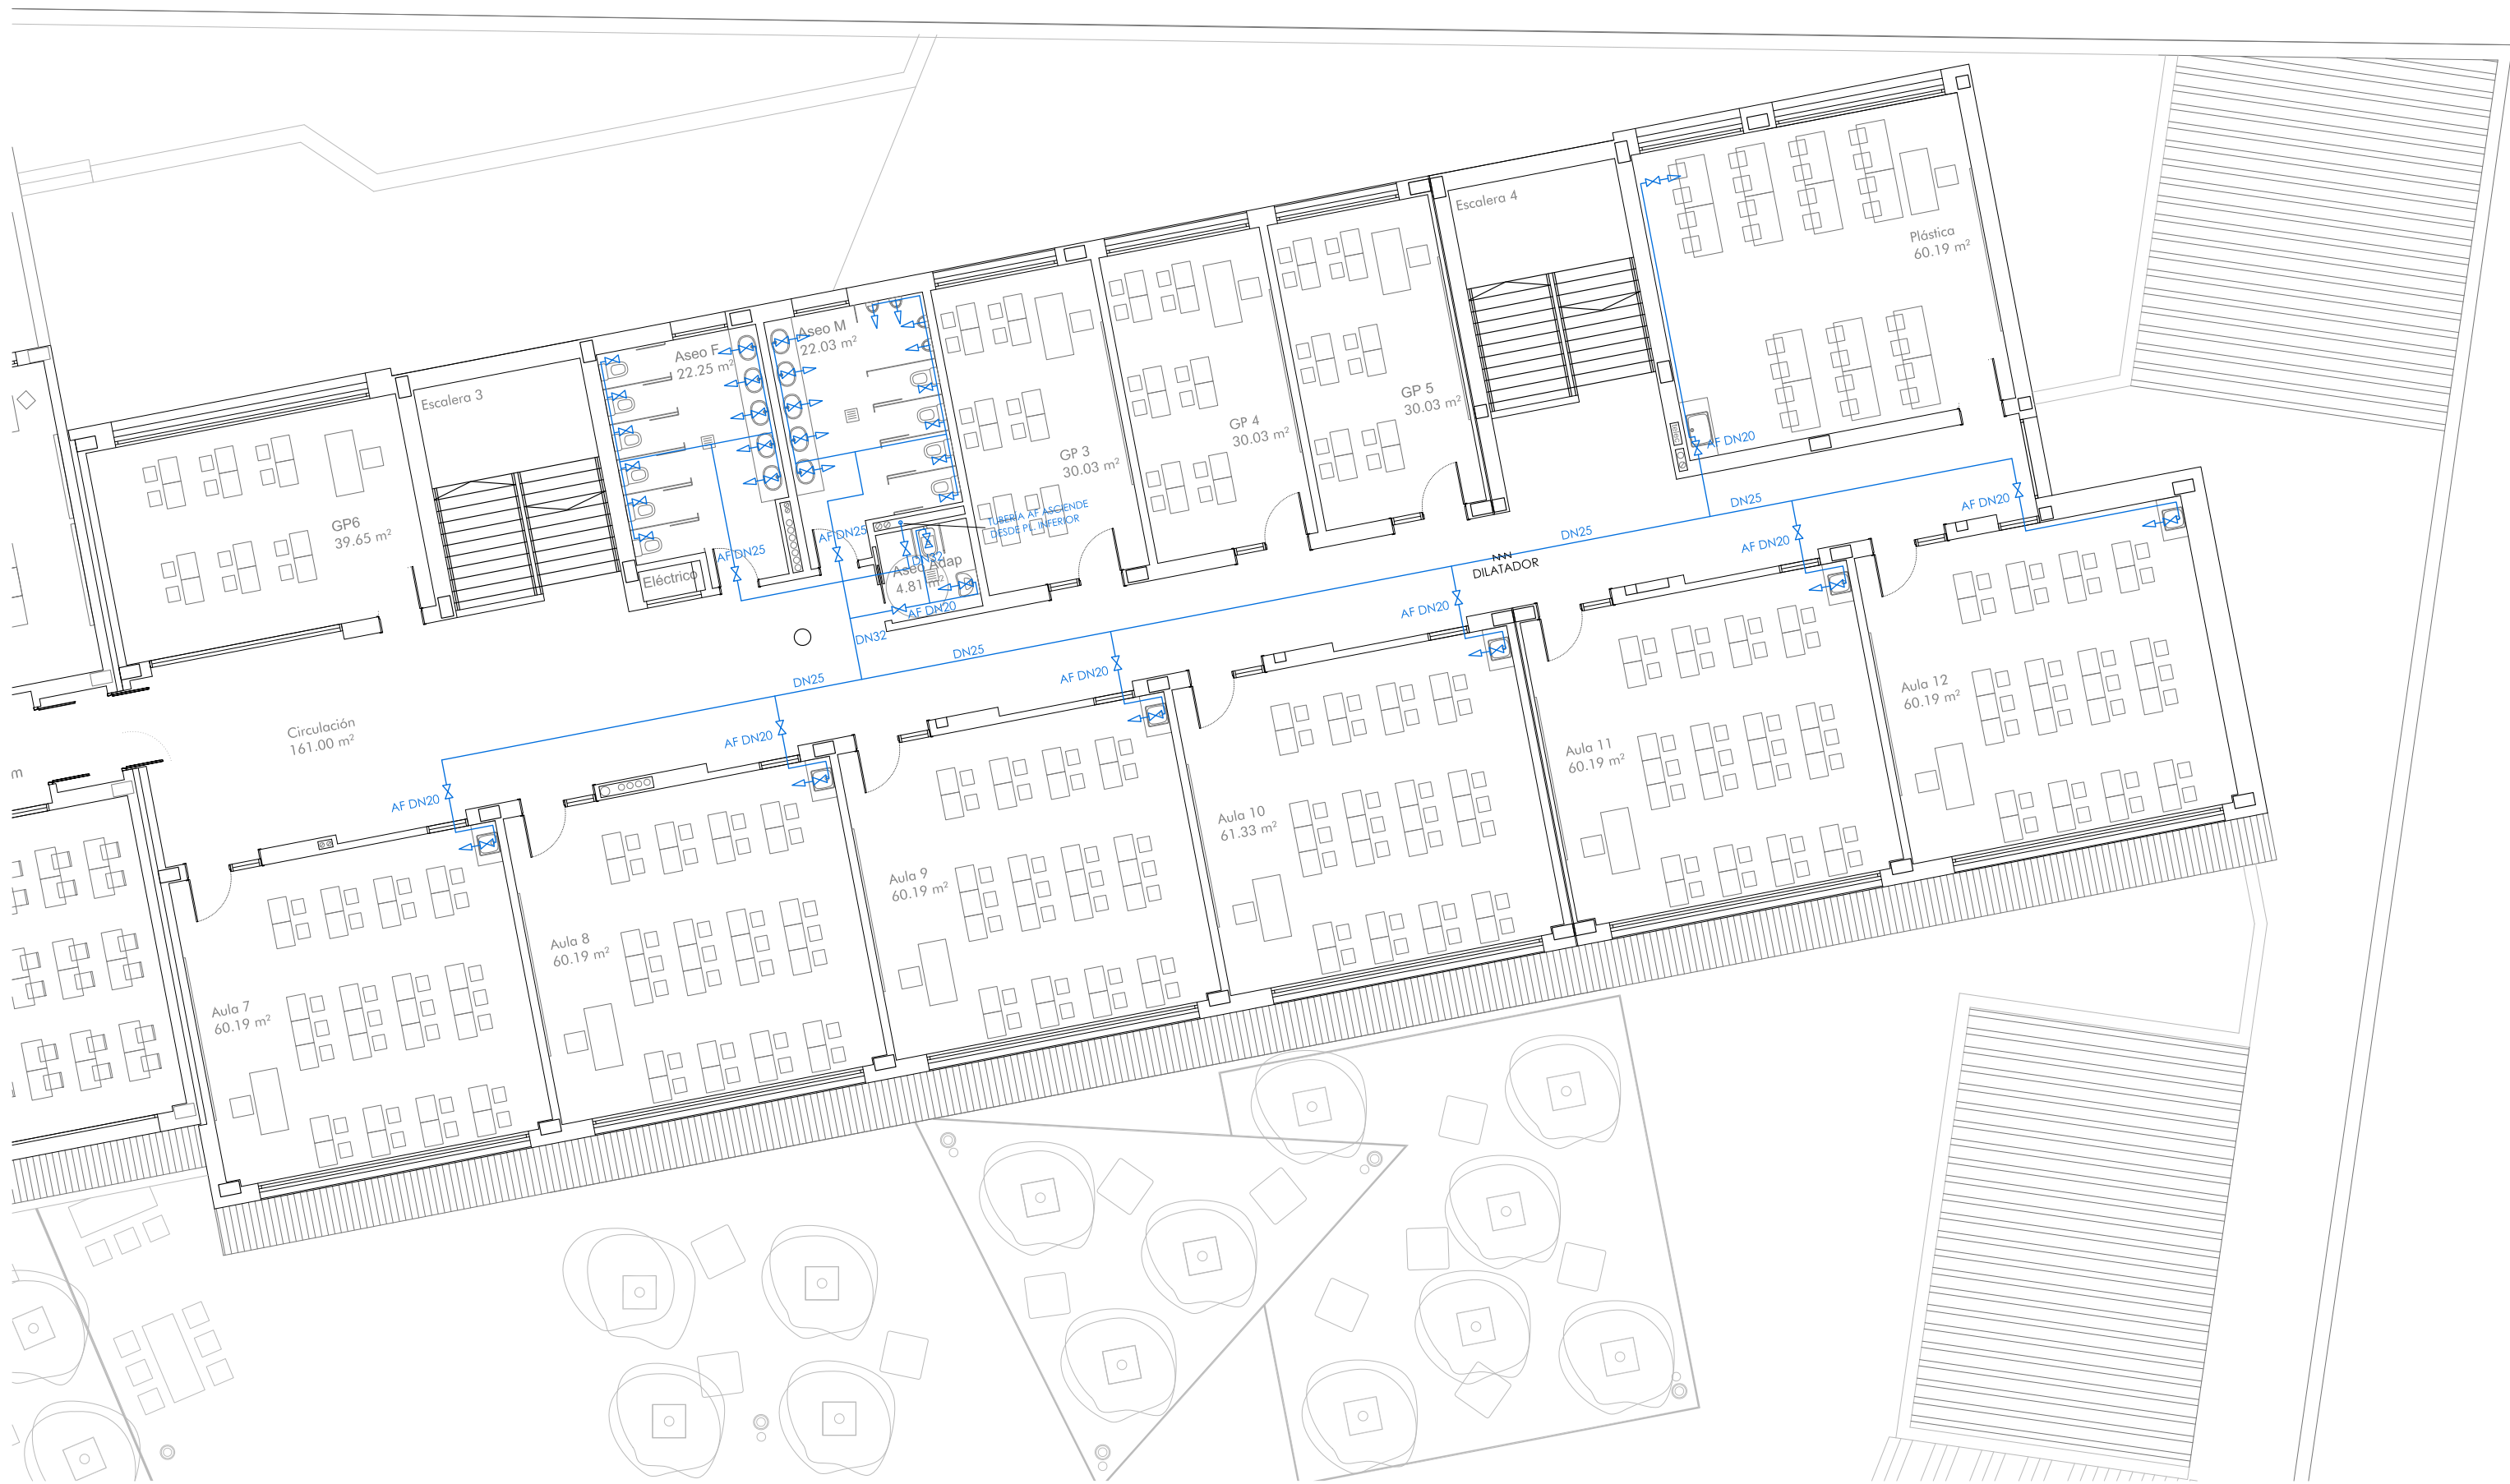 Escalera 4
Plástica
60.19 m²
Aseo M
22.03 m²
Aseo F
22.25 m²
Escalera 3
GP 5
30.03 m²
GP 4
30.03 m²
GP 3
30.03 m²
AF DN20
DN25
AF DN20
GP6
39.65 m²
TUBERIA AF ASCIENDE
DESDE PL. INFERIOR
DN25
AF DN20
AF DN25
AF DN25
DN32
DILATADOR
Eléctrico
Aseo Adap
4.81 m²
AF DN20
AF DN20
DN32
DN25
DN25
AF DN20
Circulación
161.00 m²
AF DN20
m
AF DN20
Aula 12
60.19 m²
Aula 11
60.19 m²
Aula 10
61.33 m²
Aula 9
60.19 m²
Aula 8
60.19 m²
Aula 7
60.19 m²